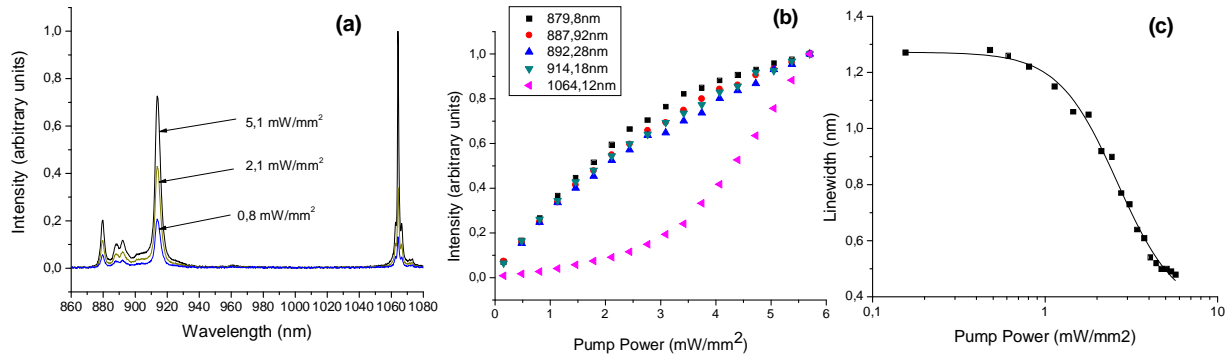 (a)
Intensity (arbitrary units)
1,0
0,8
0,6
0,4
0,2
0,0
5,1 mW/mm²
2,1 mW/mm²
0,8 mW/mm²
860 880 900 920 940 960 980 1000 1020 1040 1060 1080
Wavelength (nm)
(b)
879,8nm
887,92nm
892,28nm
914,18nm
1064,12nm
Intensity (arbitrary units)
1,0
0,8
0,6
0,4
0,2
0,0
0 1 2 3 4 5 6
Pump Power (mW/mm²)
(c)
Linewidth (nm)
1,4
1,2
1,0
0,8
0,6
0,4
0,1 1 10
Pump Power (mW/mm2)